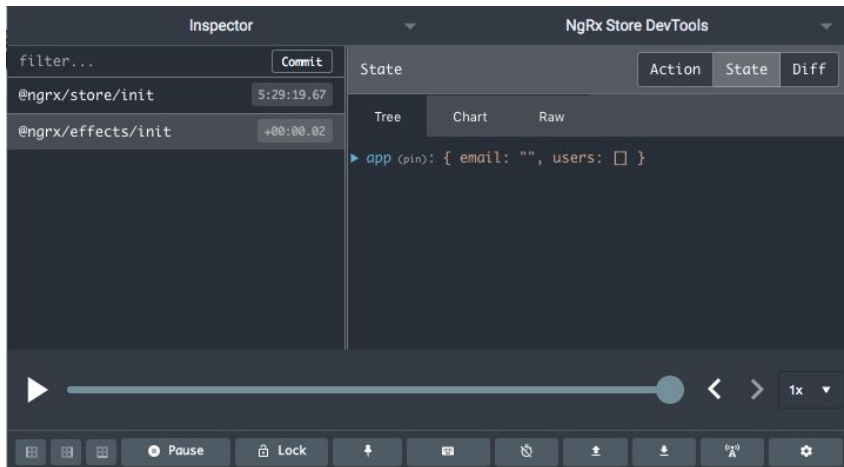 Inspector
NgRx Store DevTools
filter...
Commit
State
Action
State
Diff
@ngrx/store/init
5:29:19.67
@ngrx/effects/init
+00:00.02
Tree
Chart
Raw
app (pin): { email: "", users: [] }
1x
Pause
Lock